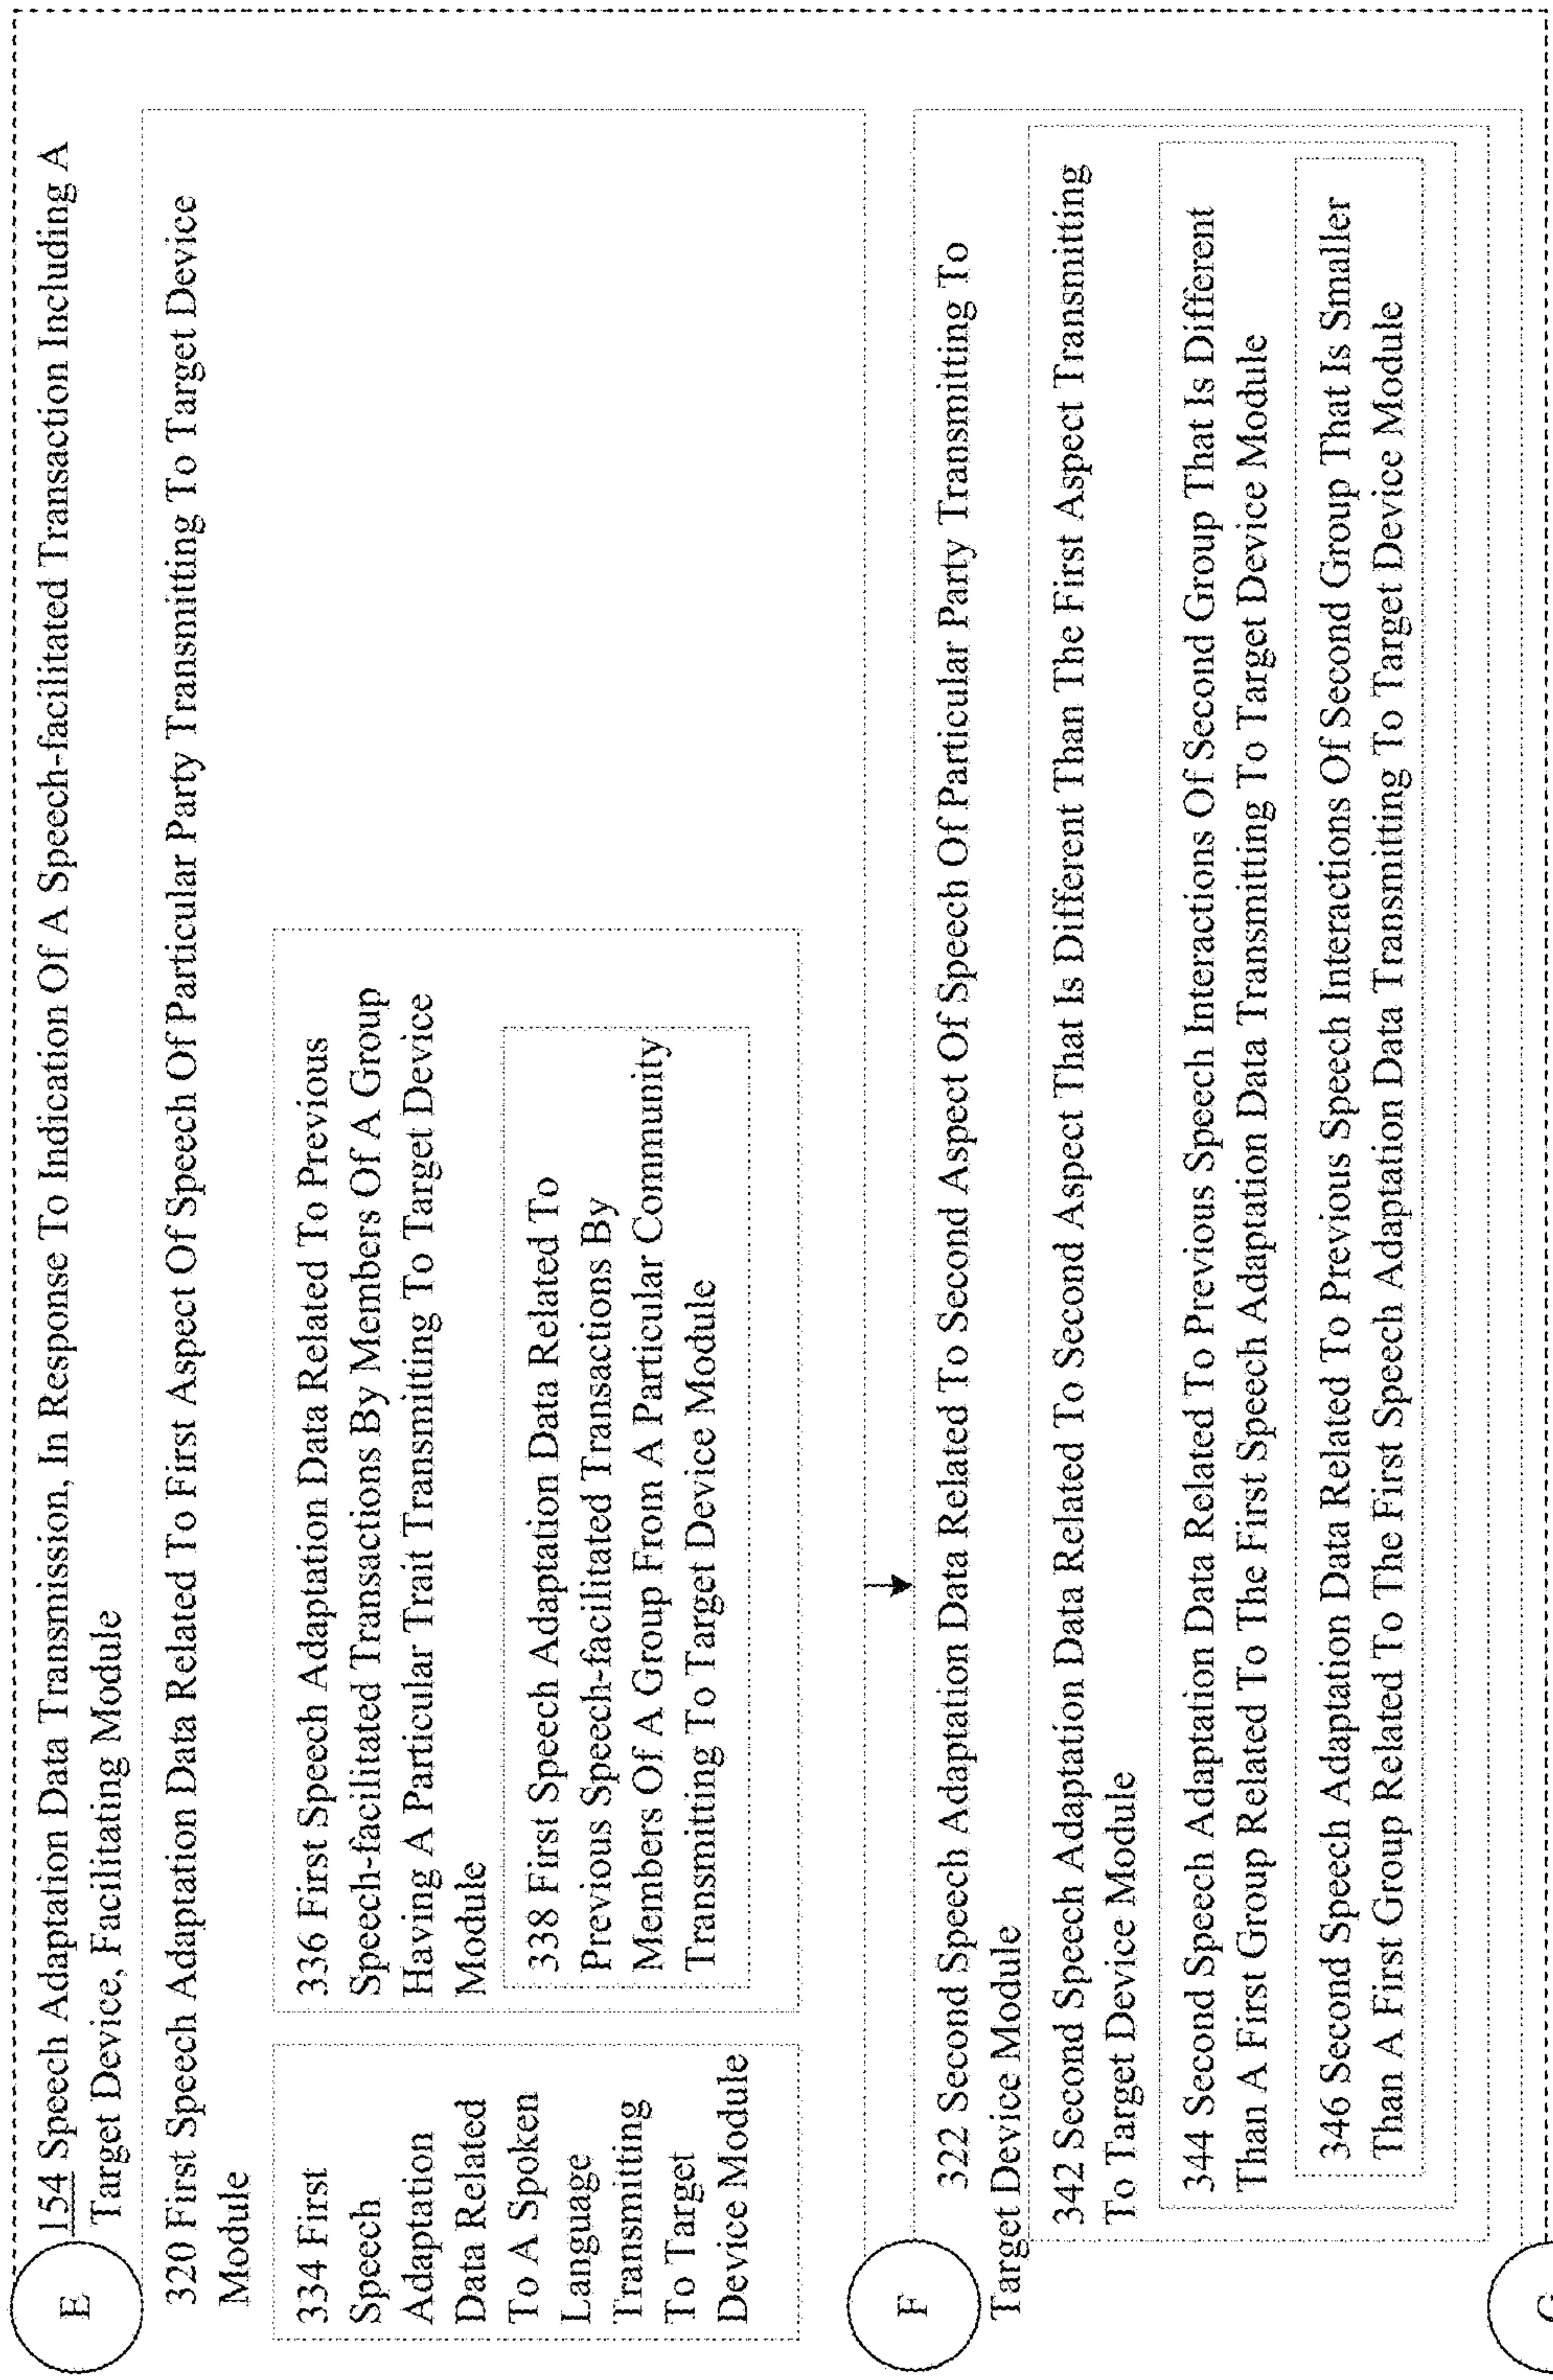 E
154 Speech Adaptation Data Transmission, In Response To Indication Of A Speech-facilitated Transaction Including A
Target Device, Facilitating Module
320 First Speech Adaptation Data Related To First Aspect Of Speech Of Particular Party Transmitting To Target Device
Module
334 First
Speech
Adaptation
Data Related
To A Spoken
Language
Transmitting
To Target
Device Module
336 First Speech Adaptation Data Related To Previous
Speech-facilitated Transactions By Members Of A Group
Having A Particular Trait Transmitting To Target Device
Module
338 First Speech Adaptation Data Related To
Previous Speech-facilitated Transactions By
Members Of A Group From A Particular Community
Transmitting To Target Device Module
F
322 Second Speech Adaptation Data Related To Second Aspect Of Speech Of Particular Party Transmitting To
Target Device Module
342 Second Speech Adaptation Data Related To Second Aspect That Is Different Than The First Aspect Transmitting
To Target Device Module
344 Second Speech Adaptation Data Related To Previous Speech Interactions Of Second Group That Is Different
Than A First Group Related To The First Speech Adaptation Data Transmitting To Target Device Module
346 Second Speech Adaptation Data Related To Previous Speech Interactions Of Second Group That Is Smaller
Than A First Group Related To The First Speech Adaptation Data Transmitting To Target Device Module